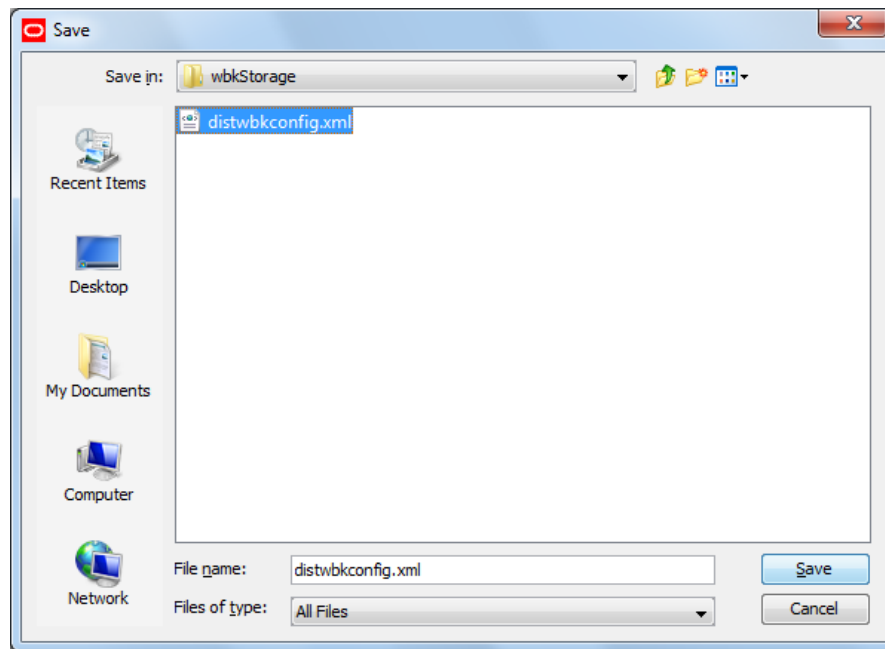 Save
Save in: wbkStorage
distwbkconfig.xml
Recent Items
Desktop
My Documents
Computer
Network
File name: distwbkconfig.xml Save
Files of type: All Files Cancel